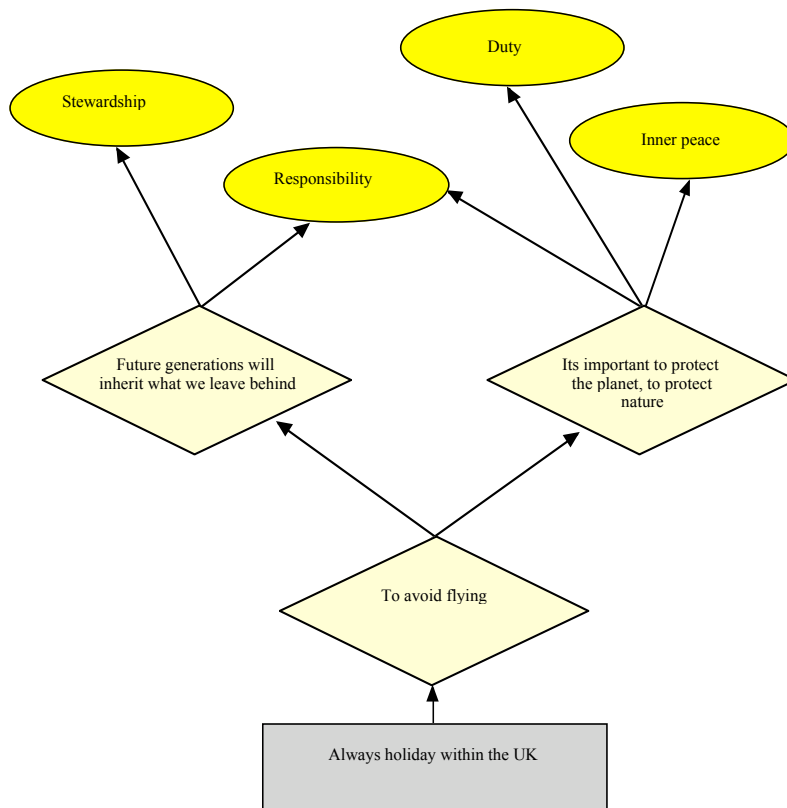 Duty
Stewardship
Inner peace
Responsibility
Future generations will
inherit what we leave behind
Its important to protect
the planet, to protect
nature
To avoid flying
Always holiday within the UK